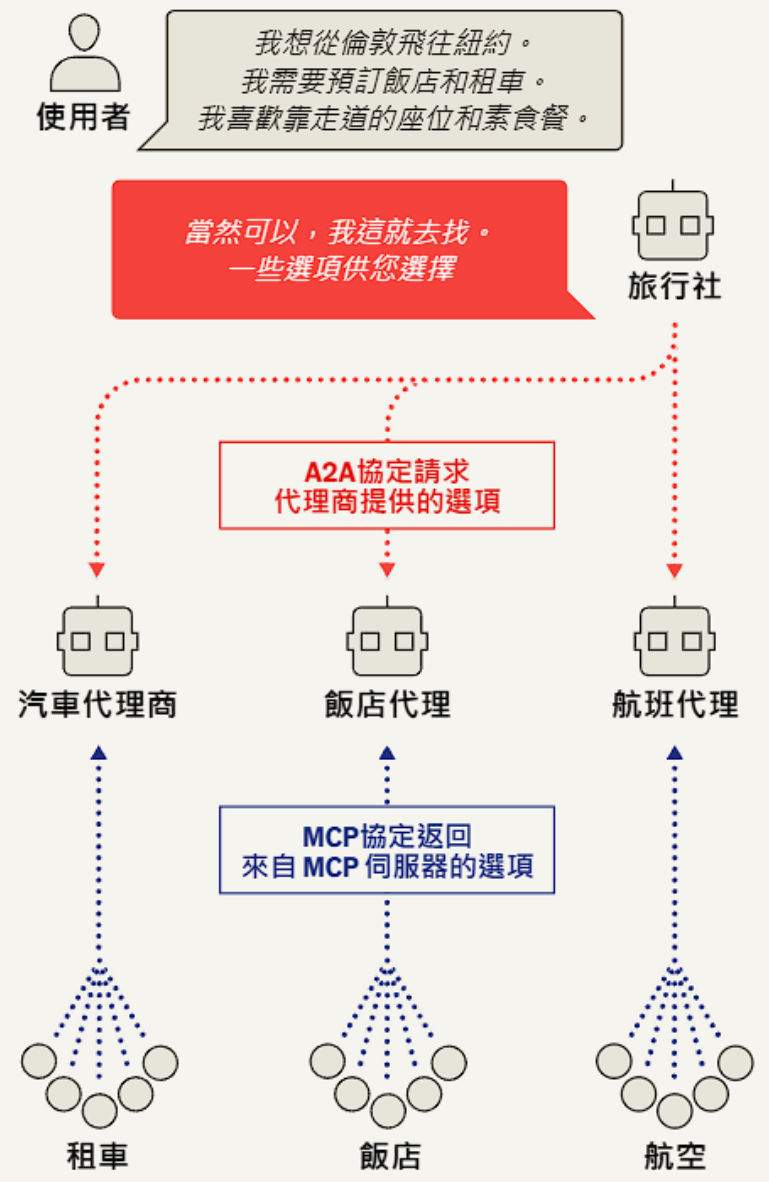 我想從倫敦飛往紐約。
我需要預訂飯店和租車。
我喜歡靠走道的座位和素食餐。
使用者
當然可以，我這就去找。
一些選項供您選擇
旅行社
A2A協定請求
代理商提供的選項
汽車代理商
飯店代理
航班代理
MCP協定返回
來自 MCP 伺服器的選項
租車
飯店
航空